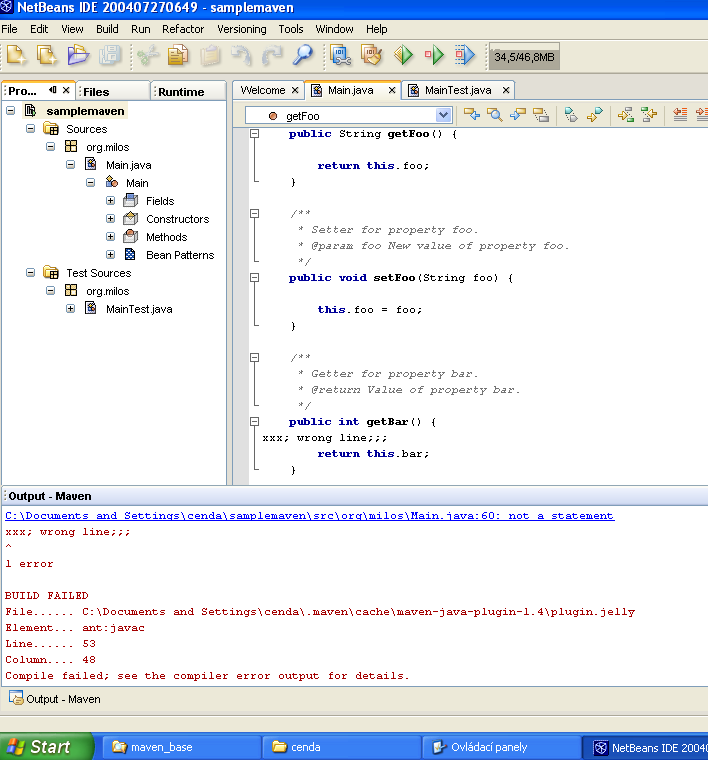 NetBeans IDE 200407270649 - samplemaven
File Edit View Build Run Refactor Versioning Tools Window Help
34,5/46,8MB
Pro... Files Runtime
Welcome Main.java MainTest.java
samplemaven
Sources
org.milos
Main.java
Main
Fields
Constructors
Methods
Bean Patterns
Test Sources
org.milos
MainTest.java
getFoo
public String getFoo() {
return this.foo;
}
/**
* Setter for property foo.
* @param foo New value of property foo.
*/
public void setFoo(String foo) {
this.foo = foo;
}
/**
* Getter for property bar.
* @return Value of property bar.
*/
public int getBar() {
xxx; wrong line;;;
return this.bar;
}
Output - Maven
C:\Documents and Settings\cenda\samplemaven\src\org\milos\Main.java:60: not a statement
xxx; wrong line;;;
^
1 error
BUILD FAILED
File...... C:\Documents and Settings\cenda\.maven\cache\maven-java-plugin-1.4\plugin.jelly
Element... ant:javac
Line...... 53
Column.... 48
Compile failed; see the compiler error output for details.
Output - Maven
Start maven_base cenda Ovládací panely NetBeans IDE 20040